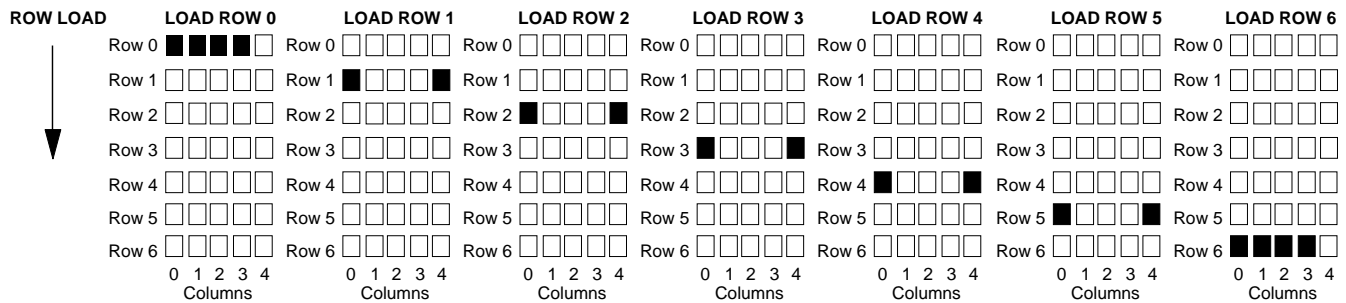 ROW LOAD LOAD ROW 0 LOAD ROW 1 LOAD ROW 2 LOAD ROW 3 LOAD ROW 4 LOAD ROW 5 LOAD ROW 6
Row 0 Row 0 Row 0 Row 0 Row 0 Row 0 Row 0
Row 1 Row 1 Row 1 Row 1 Row 1 Row 1 Row 1
Row 2 Row 2 Row 2 Row 2 Row 2 Row 2 Row 2
Row 3 Row 3 Row 3 Row 3 Row 3 Row 3 Row 3
Row 4 Row 4 Row 4 Row 4 Row 4 Row 4 Row 4
Row 5 Row 5 Row 5 Row 5 Row 5 Row 5 Row 5
Row 6 Row 6 Row 6 Row 6 Row 6 Row 6 Row 6
0 1 2 3 4 0 1 2 3 4 0 1 2 3 4 0 1 2 3 4 0 1 2 3 4 0 1 2 3 4 0 1 2 3 4
Columns Columns Columns Columns Columns Columns Columns